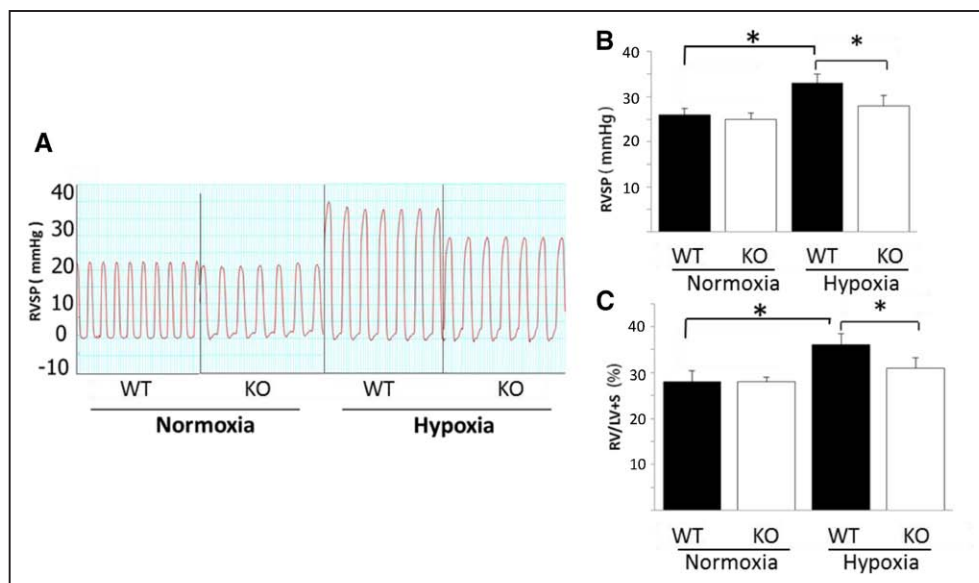 A
RVSP ( mmHg )
40
30
20
10
0
-10
WT KO WT KO
Normoxia Hypoxia
B
RVSP ( mmHg )
40
30
20
10
* *
WT KO WT KO
Normoxia Hypoxia
C
RV/LV+S (%)
40
30
20
10
* *
WT KO WT KO
Normoxia Hypoxia